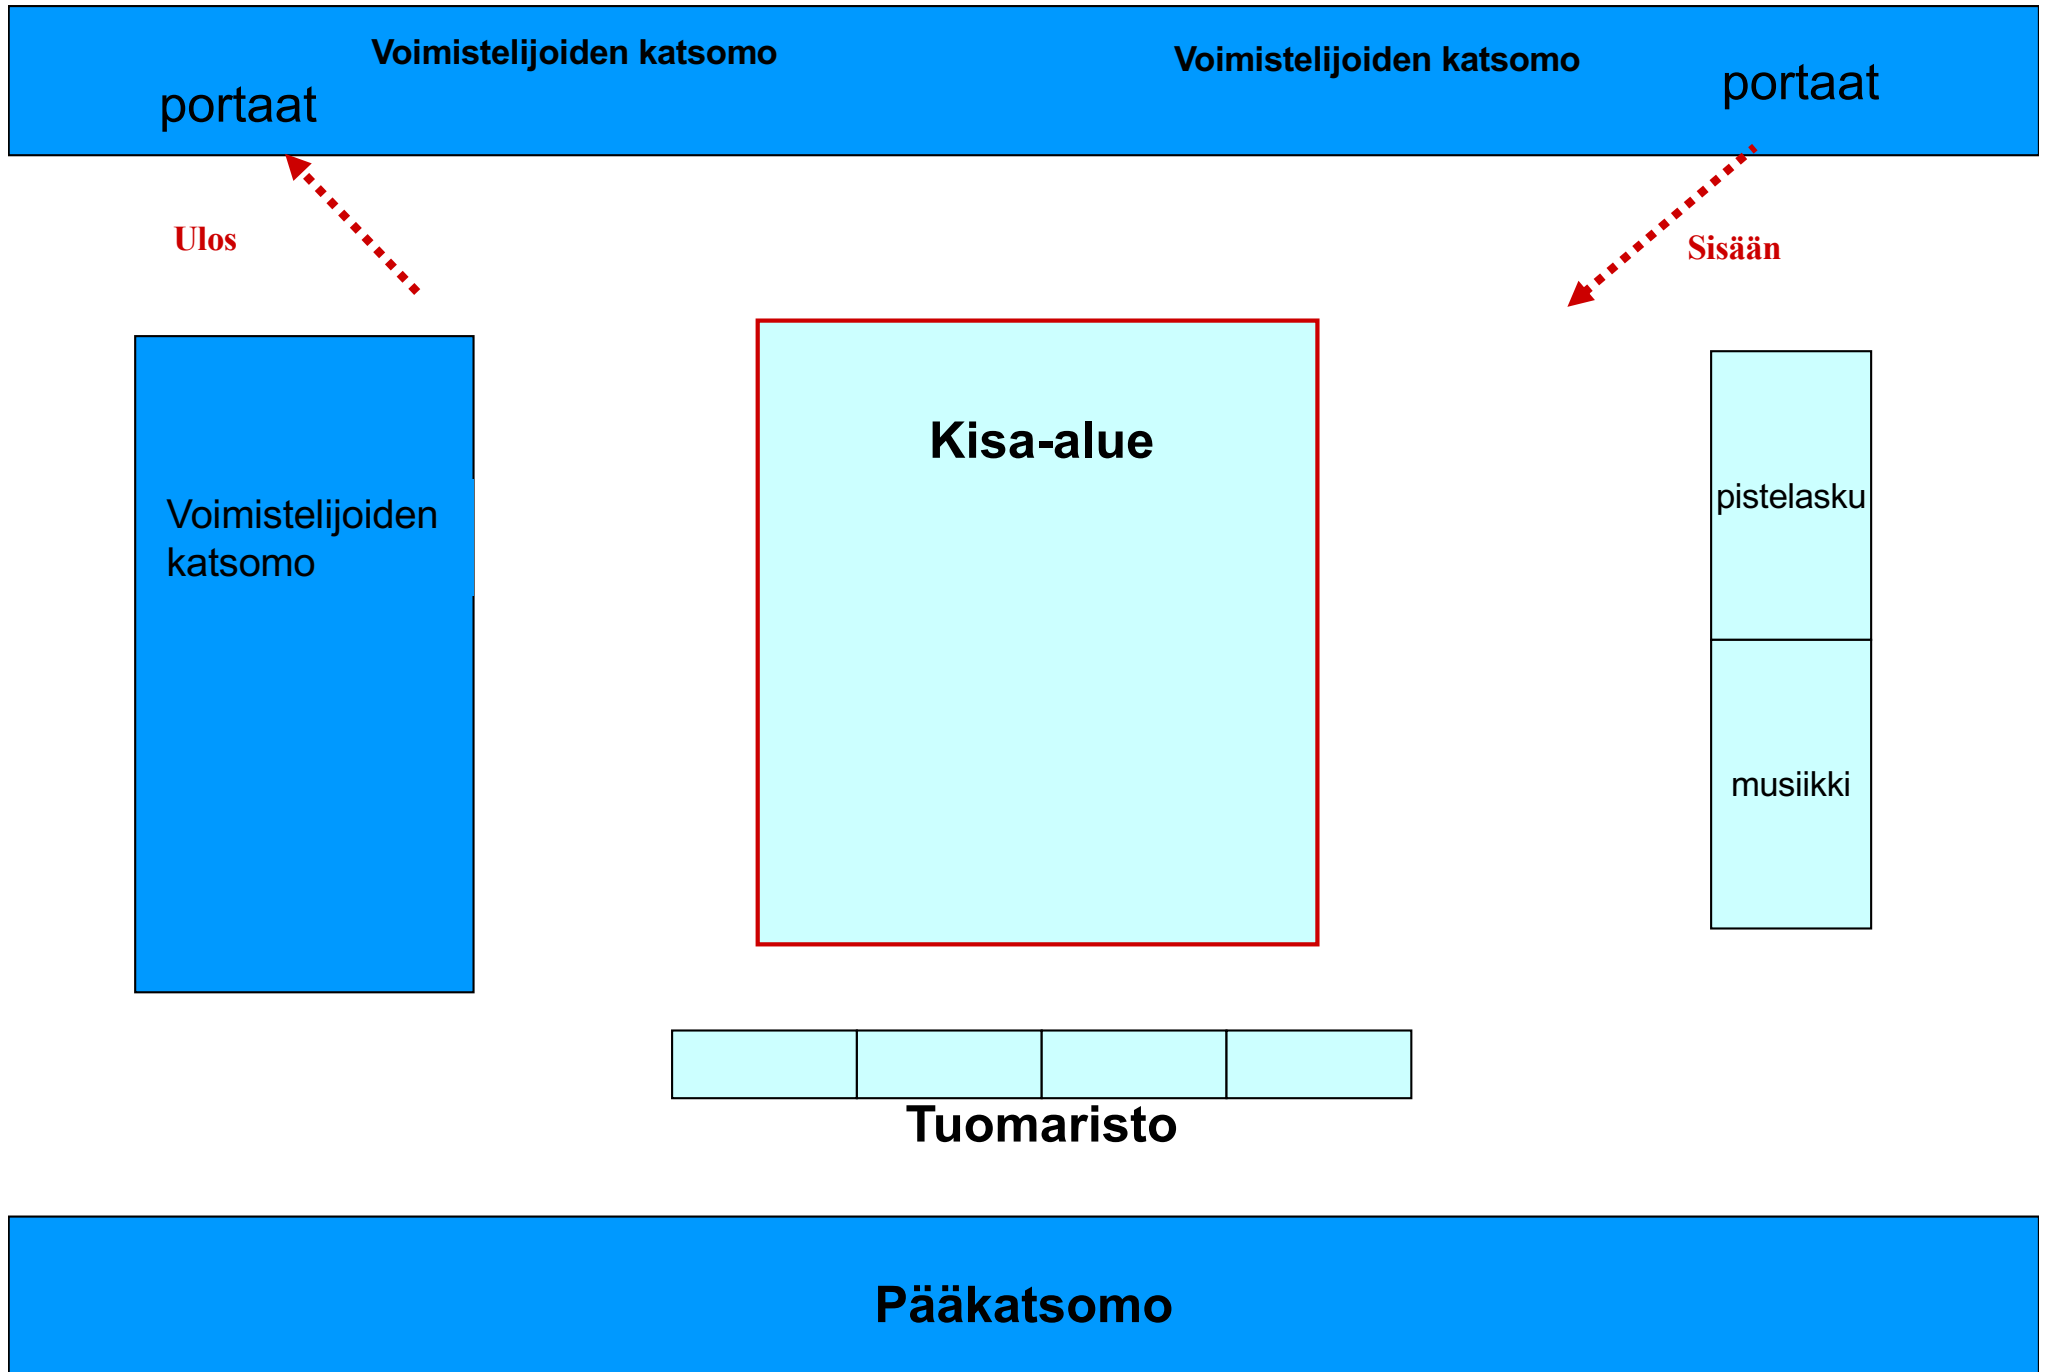 Voimistelijoiden katsomo
Voimistelijoiden katsomo
portaat
portaat
Ulos
Sisään
Kisa-alue
Voimistelijoiden
katsomo
pistelasku
musiikki
Tuomaristo
Pääkatsomo